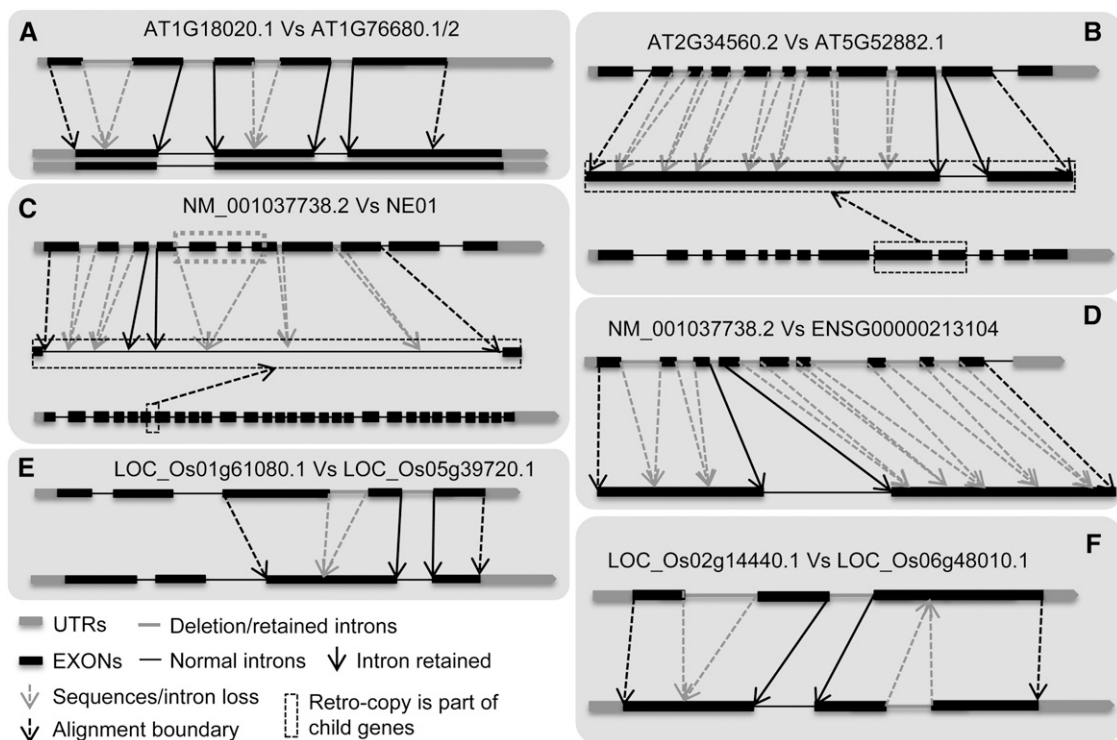 A
AT1G18020.1 Vs AT1G76680.1/2
B
AT2G34560.2 Vs AT5G52882.1
C
NM_001037738.2 Vs NE01
D
NM_001037738.2 Vs ENSG00000213104
E
LOC_Os01g61080.1 Vs LOC_Os05g39720.1
F
LOC_Os02g14440.1 Vs LOC_Os06g48010.1
UTRs
Deletion/retained introns
EXONs
Normal introns
Intron retained
Sequences/intron loss
Alignment boundary
Retro-copy is part of
child genes